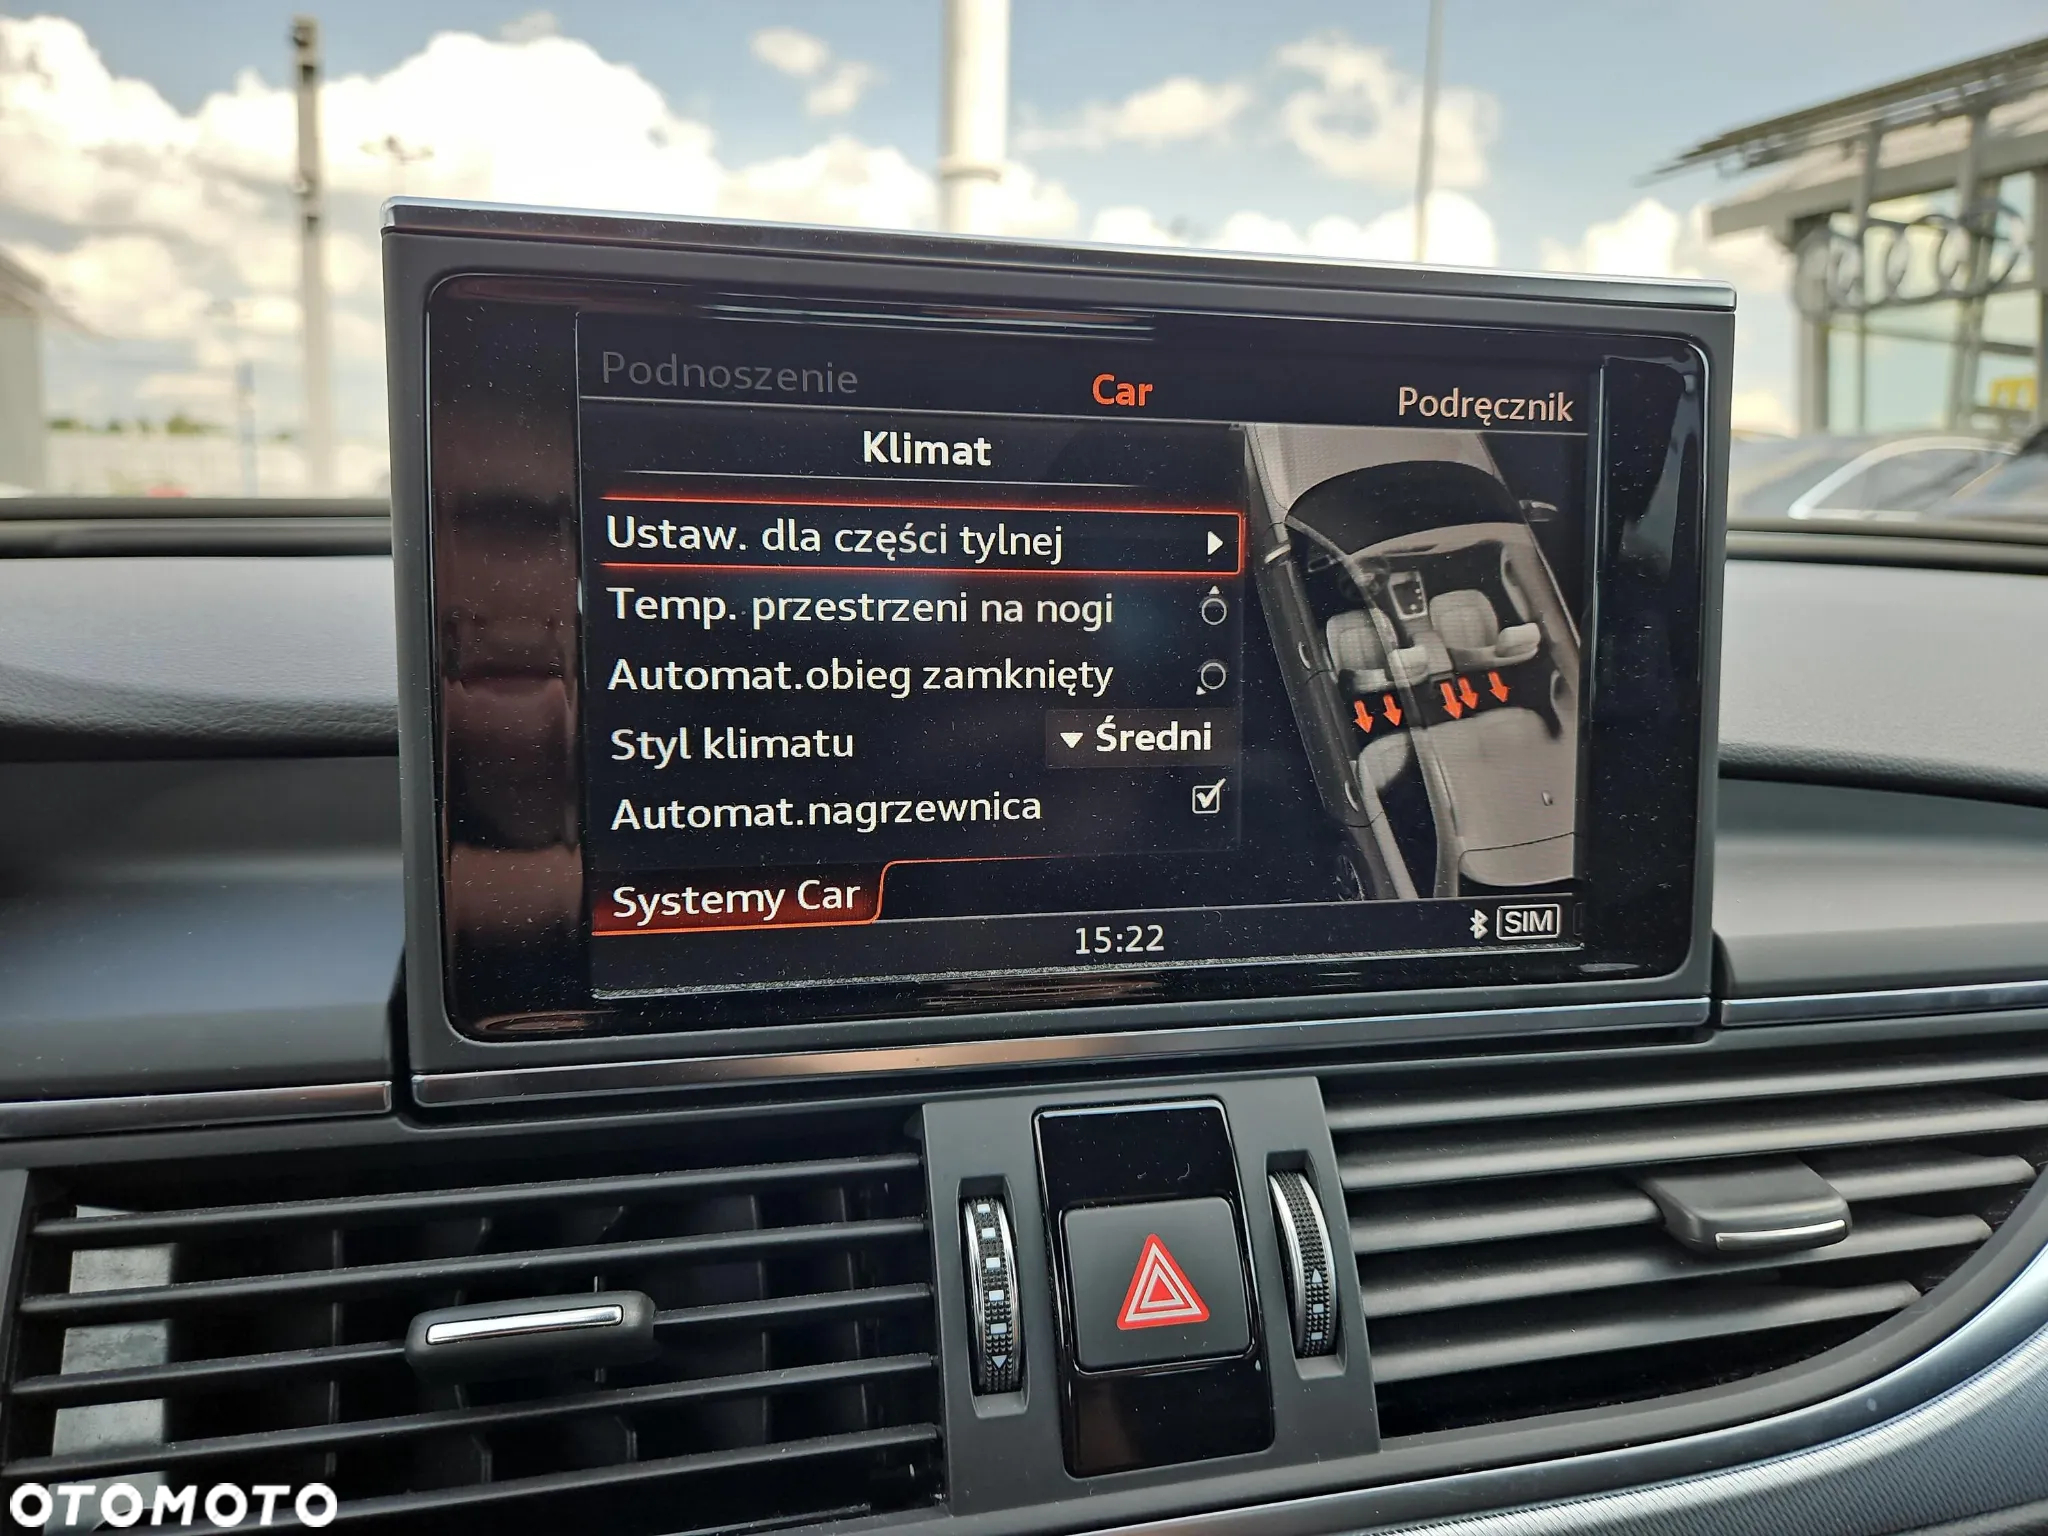 Podnoszenie
Car
Podręcznik
Klimat
Ustaw. dla części tylnej
Temp. przestrzeni na nogi
Automat.obieg zamknięty
Styl klimatu
Średni
Automat.nagrzewnica
Systemy Car
15:22
SIM
OTOMOTO